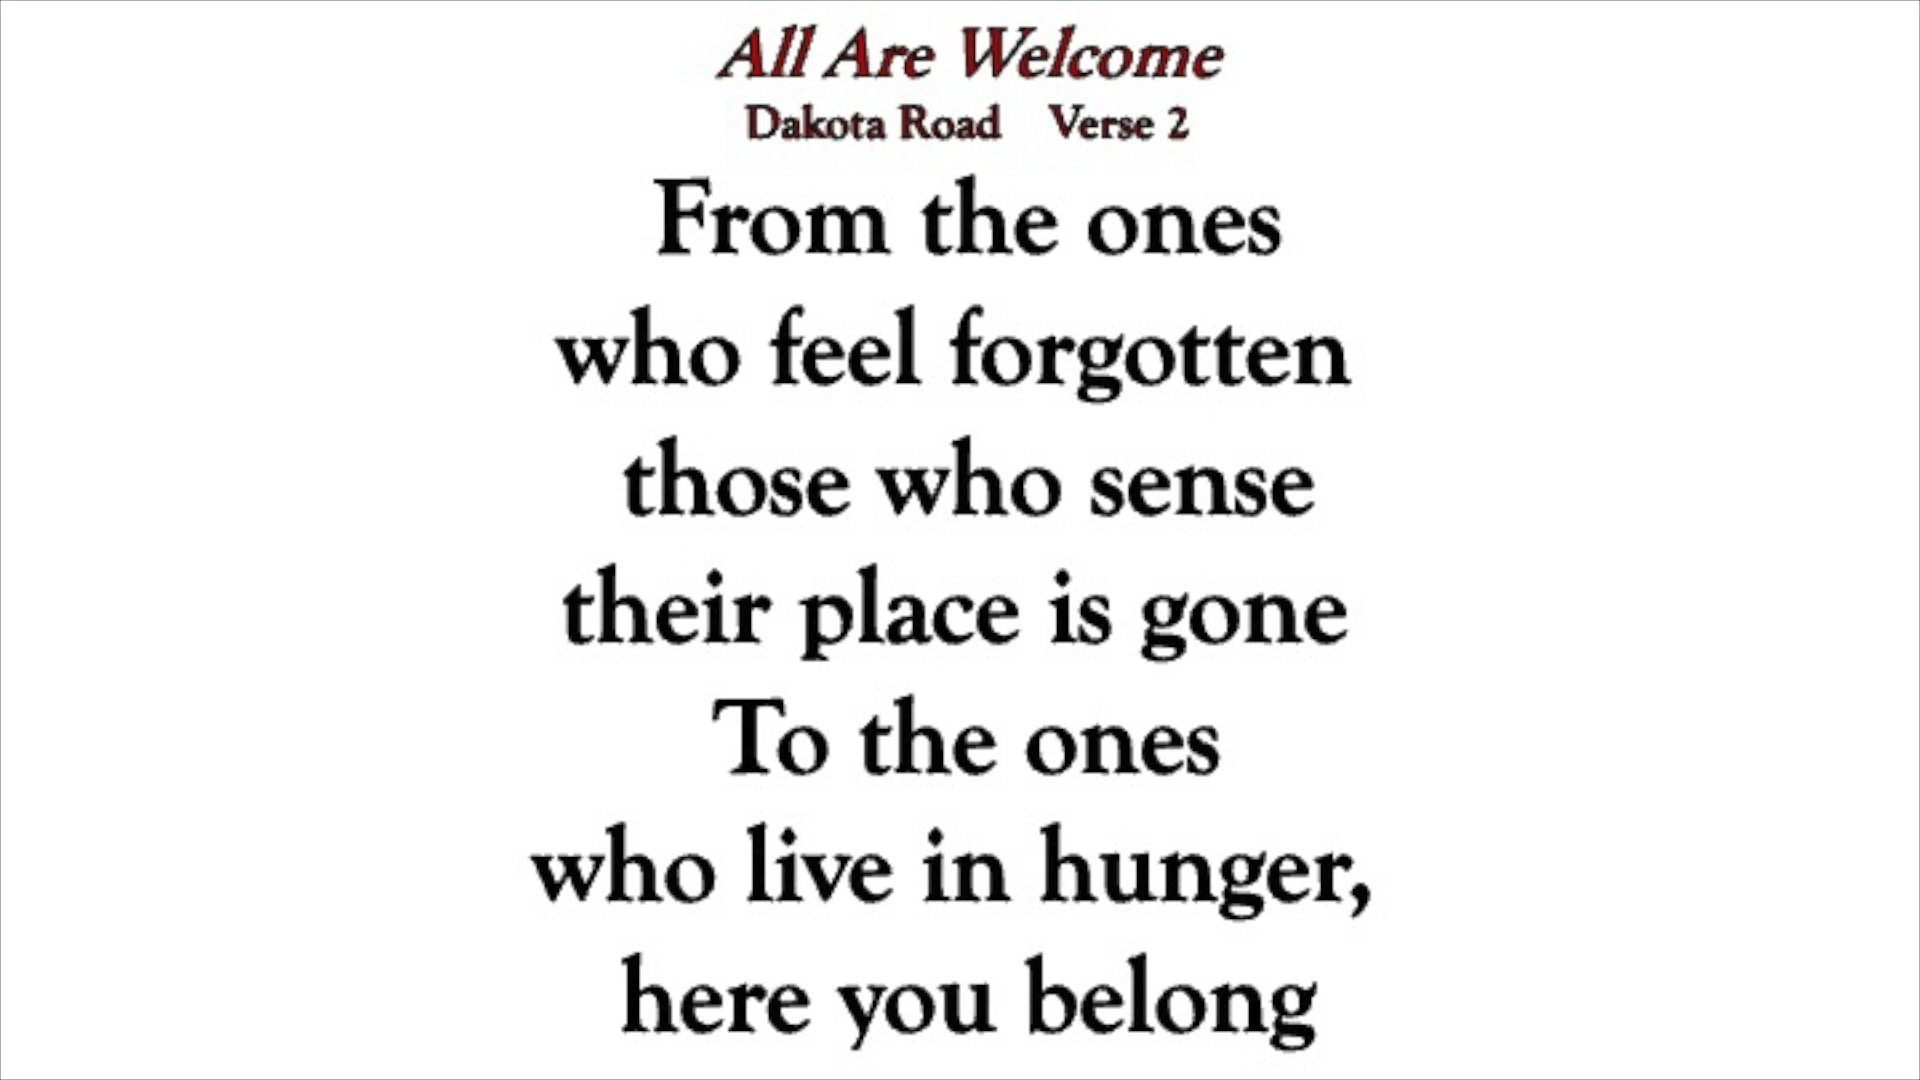 All Are Welcome
Dakota Road Verse 2
From the ones
who feel forgotten
those who sense
their place is gone
To the ones
who live in hunger,
here you belong